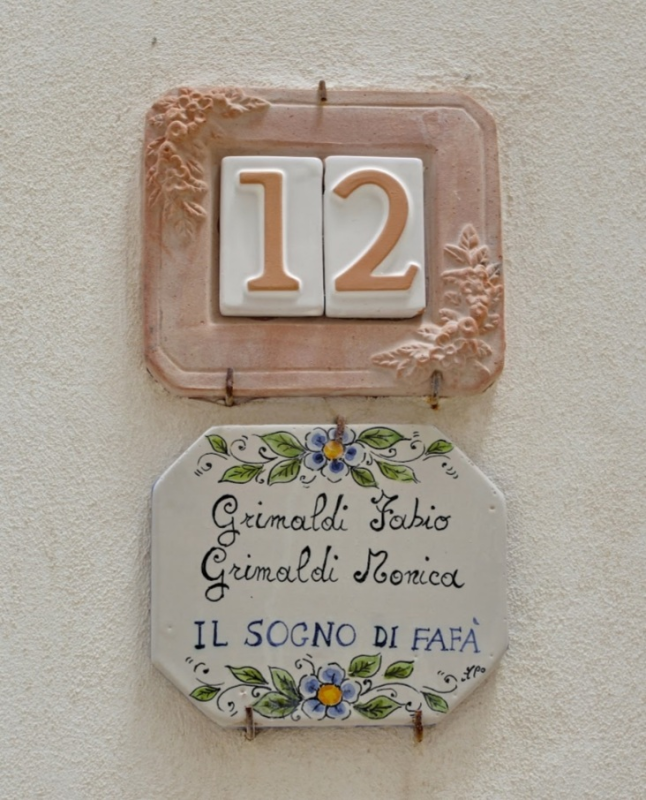 12
Grimaldi Fabio
Grimaldi Monica
IL SOGNO DI FAFÀ